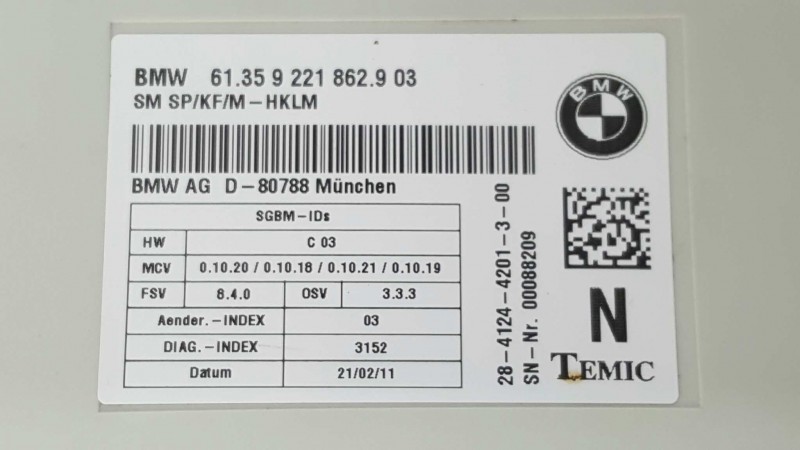 BMW 61.35 9 221 862.9 03
SM SP/KF/M-HKLM
BMW
BMW AG D-80788 München
SGBM-IDs
HW C 03
MCV 0.10.20 / 0.10.18 / 0.10.21 / 0.10.19
FSV 8.4.0 OSV 3.3.3
Aender.-INDEX 03
DIAG.-INDEX 3152
Datum 21/02/11
28-4124-4201-3-00
SN-Nr. 00088209
N
TEMIC